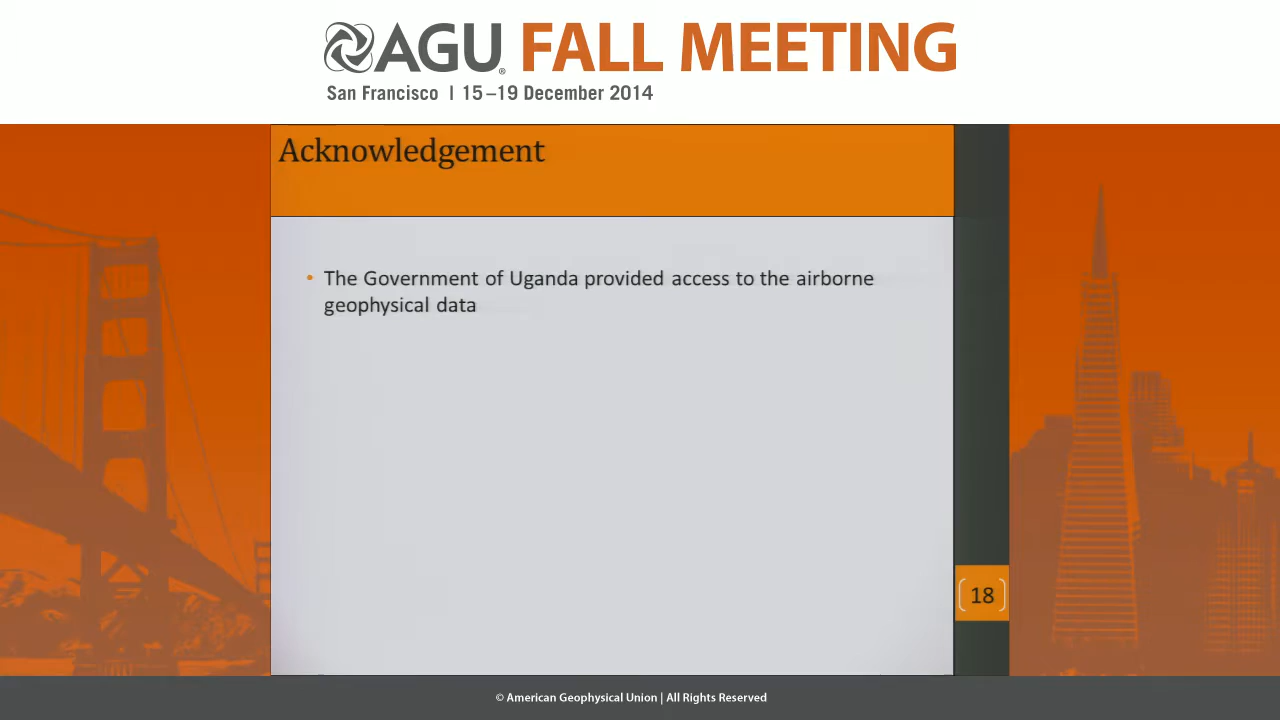 AGU® FALL MEETING
San Francisco | 15–19 December 2014
Acknowledgement
• The Government of Uganda provided access to the airborne
geophysical data
18
© American Geophysical Union | All Rights Reserved